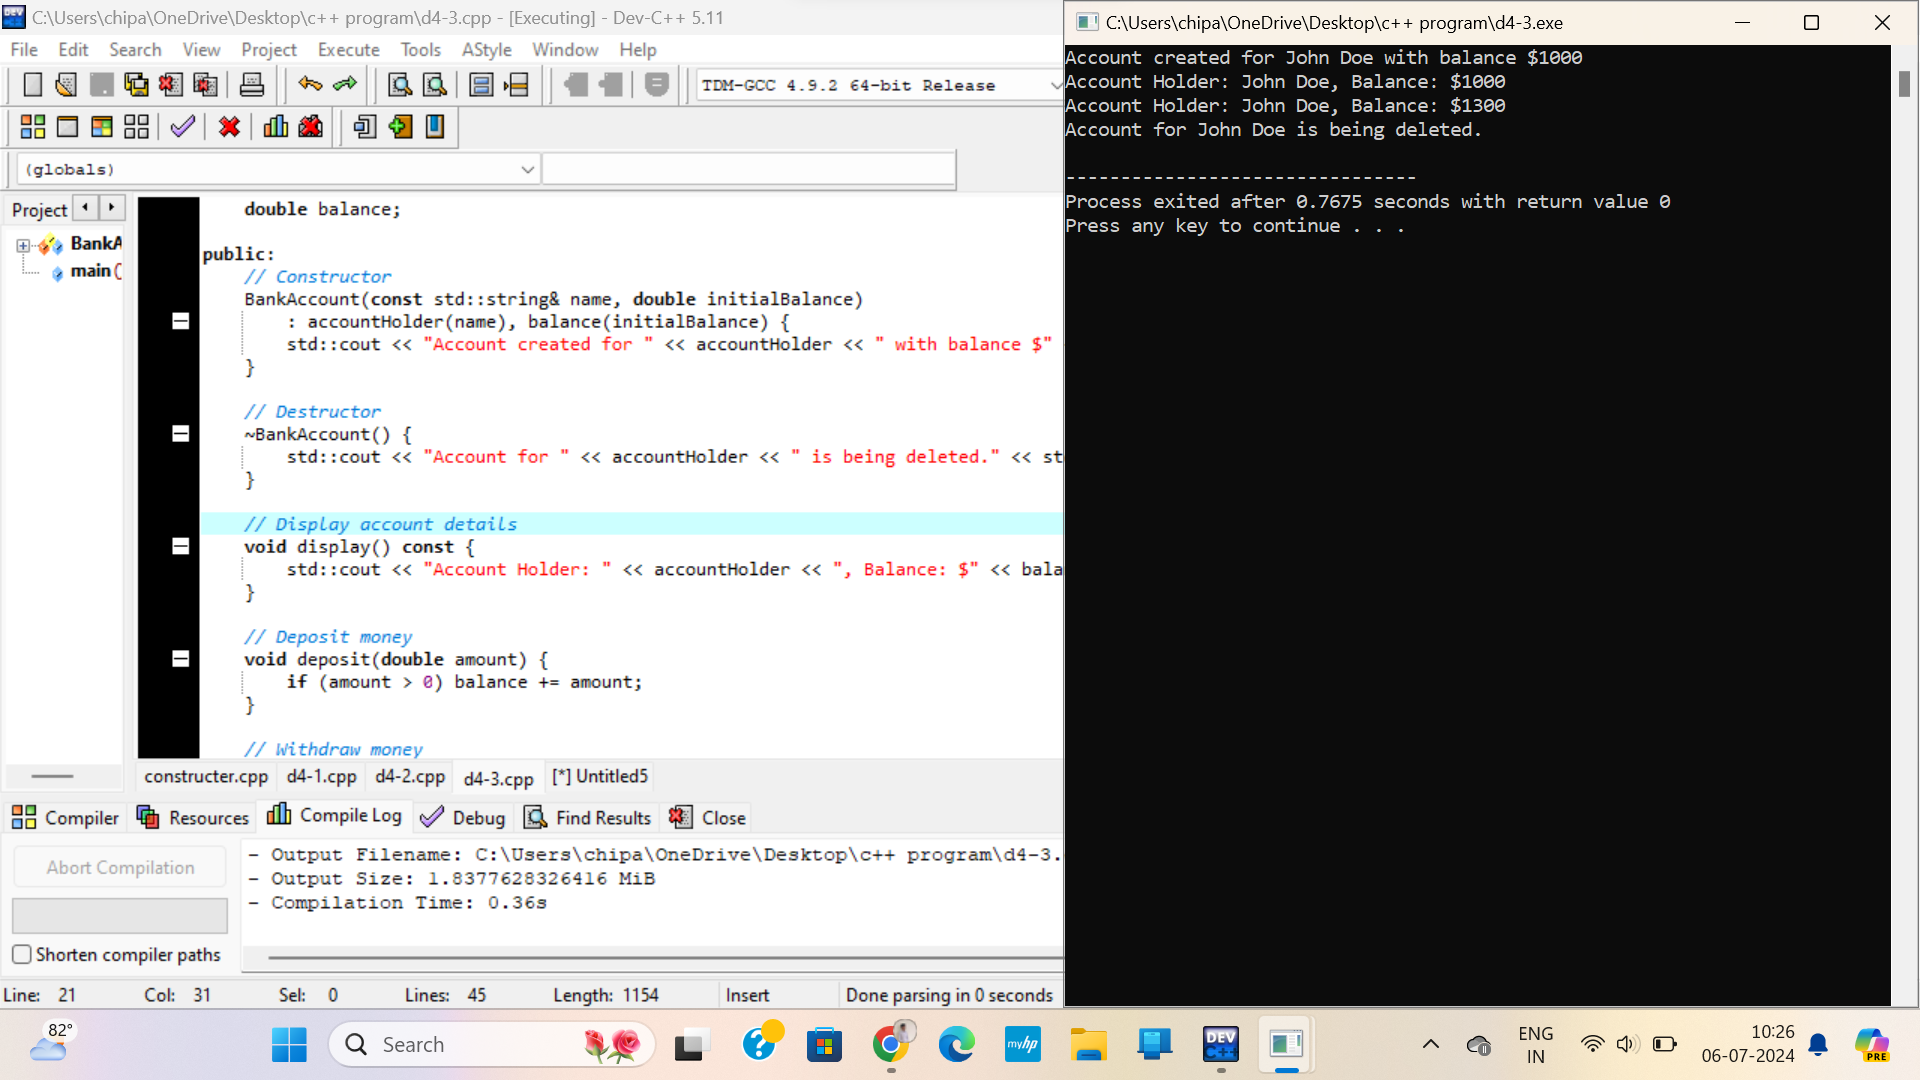 C:\Users\chipa\OneDrive\Desktop\c++ program\d4-3.cpp - [Executing] - Dev-C++ 5.11
File Edit Search View Project Execute Tools AStyle Window Help
TDM-GCC 4.9.2 64-bit Release
(globals)
Project
BankA
main (
double balance;
public:
// Constructor
BankAccount(const std::string& name, double initialBalance)
: accountHolder(name), balance(initialBalance) {
std::cout << "Account created for " << accountHolder << " with balance $"
}
// Destructor
~BankAccount() {
std::cout << "Account for " << accountHolder << " is being deleted." << st
}
// Display account details
void display() const {
std::cout << "Account Holder: " << accountHolder << ", Balance: $" << bala
}
// Deposit money
void deposit(double amount) {
if (amount > 0) balance += amount;
}
// Withdraw money
constructer.cpp d4-1.cpp d4-2.cpp d4-3.cpp [*] Untitled5
Compiler Resources Compile Log Debug Find Results Close
Abort Compilation
Shorten compiler paths
- Output Filename: C:\Users\chipa\OneDrive\Desktop\c++ program\d4-3.
- Output Size: 1.8377628326416 MiB
- Compilation Time: 0.36s
Line: 21 Col: 31 Sel: 0 Lines: 45 Length: 1154 Insert Done parsing in 0 seconds
C:\Users\chipa\OneDrive\Desktop\c++ program\d4-3.exe
Account created for John Doe with balance $1000
Account Holder: John Doe, Balance: $1000
Account Holder: John Doe, Balance: $1300
Account for John Doe is being deleted.
--------------------------------
Process exited after 0.7675 seconds with return value 0
Press any key to continue . . .
82°
Search
myhp
DEV
C++
ENG
IN
10:26
06-07-2024
PRE